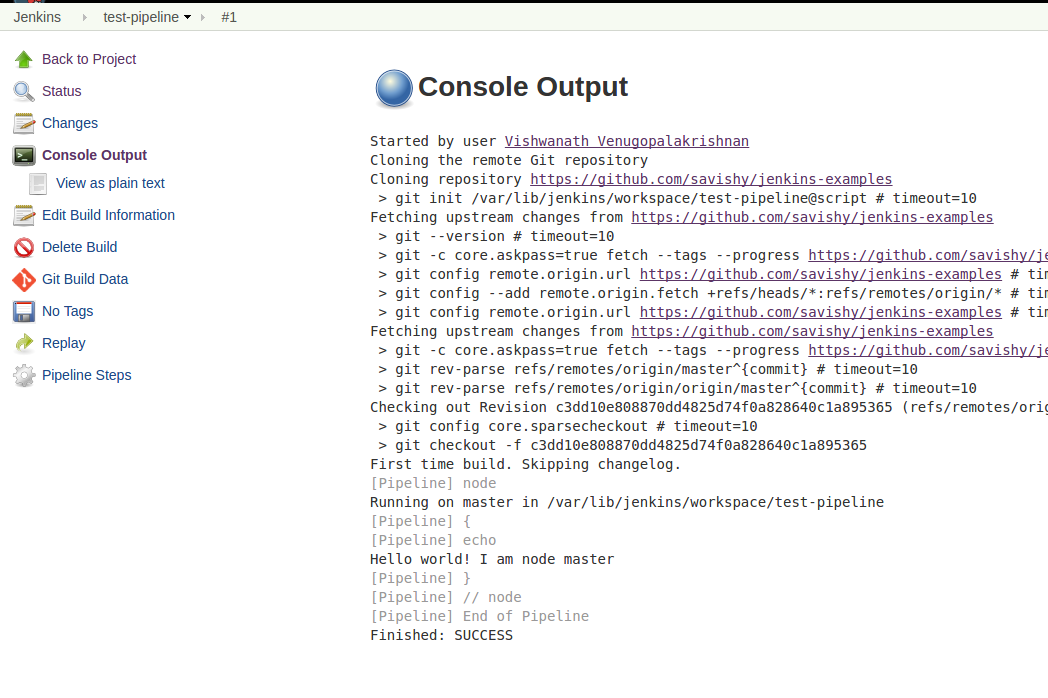 Jenkins test-pipeline #1
Back to Project
Status
Changes
Console Output
View as plain text
Edit Build Information
Delete Build
Git Build Data
No Tags
Replay
Pipeline Steps
Console Output
Started by user Vishwanath Venugopalakrishnan
Cloning the remote Git repository
Cloning repository https://github.com/savishy/jenkins-examples
 > git init /var/lib/jenkins/workspace/test-pipeline@script # timeout=10
Fetching upstream changes from https://github.com/savishy/jenkins-examples
 > git --version # timeout=10
 > git -c core.askpass=true fetch --tags --progress https://github.com/savishy/je
 > git config remote.origin.url https://github.com/savishy/jenkins-examples # tim
 > git config --add remote.origin.fetch +refs/heads/*:refs/remotes/origin/* # tim
 > git config remote.origin.url https://github.com/savishy/jenkins-examples # tim
Fetching upstream changes from https://github.com/savishy/jenkins-examples
 > git -c core.askpass=true fetch --tags --progress https://github.com/savishy/je
 > git rev-parse refs/remotes/origin/master^{commit} # timeout=10
 > git rev-parse refs/remotes/origin/origin/master^{commit} # timeout=10
Checking out Revision c3dd10e808870dd4825d74f0a828640c1a895365 (refs/remotes/orig
 > git config core.sparsecheckout # timeout=10
 > git checkout -f c3dd10e808870dd4825d74f0a828640c1a895365
First time build. Skipping changelog.
[Pipeline] node
Running on master in /var/lib/jenkins/workspace/test-pipeline
[Pipeline] {
[Pipeline] echo
Hello world! I am node master
[Pipeline] }
[Pipeline] // node
[Pipeline] End of Pipeline
Finished: SUCCESS